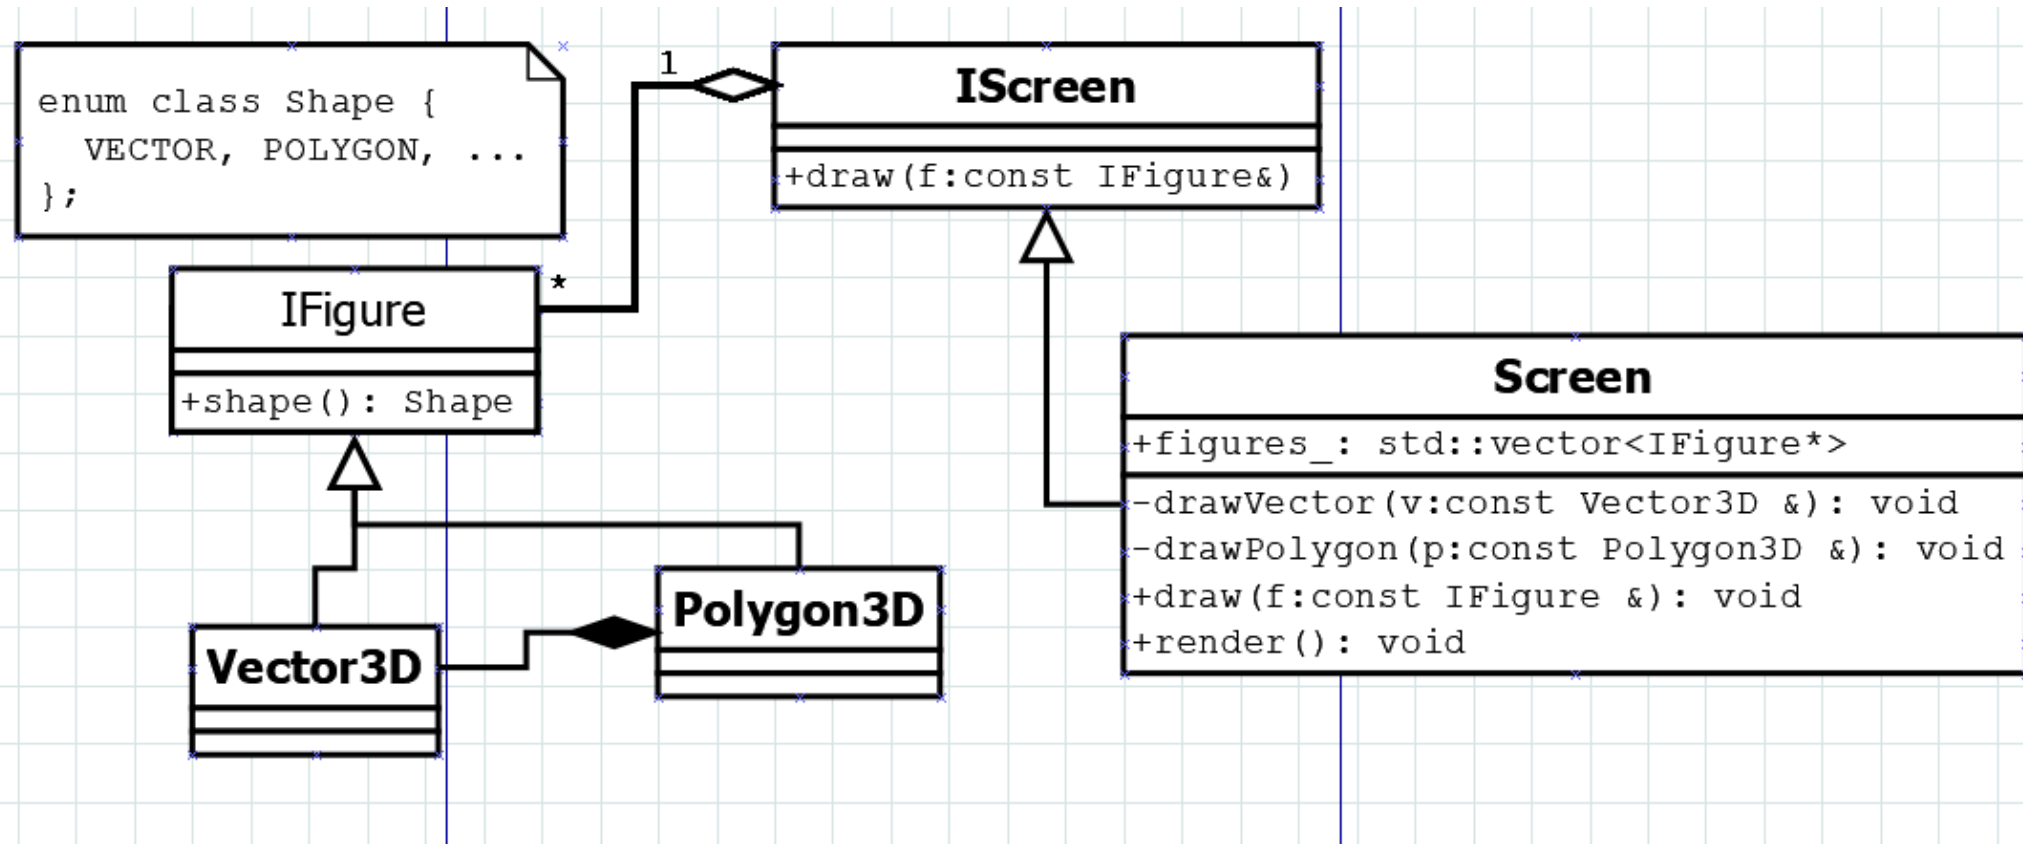 enum class Shape {
VECTOR, POLYGON, ...
};
1
IScreen
+draw(f:const IFigure&)
*
IFigure
+shape(): Shape
Screen
+figures_: std::vector<IFigure*>
-drawVector(v:const Vector3D &): void
-drawPolygon(p:const Polygon3D &): void
+draw(f:const IFigure &): void
+render(): void
Polygon3D
Vector3D